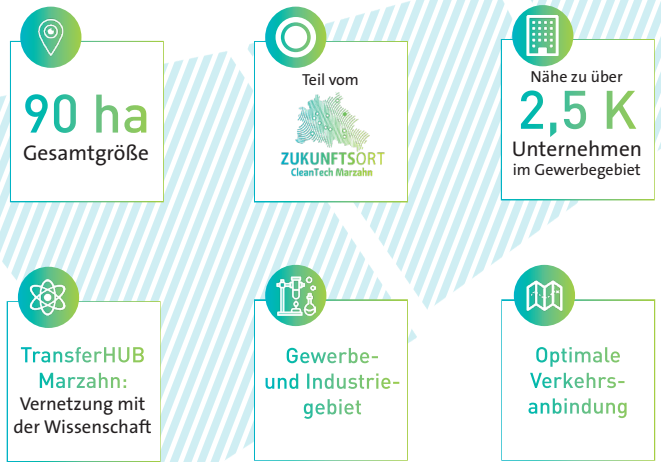 90 ha
Gesamtgröße
Teil vom
ZUKUNFTSORT
CleanTech Marzahn
Nähe zu über
2,5 K
Unternehmen
im Gewerbegebiet
TransferHUB
Marzahn:
Vernetzung mit
der Wissenschaft
Gewerbe-
und Industrie-
gebiet
Optimale
Verkehrs-
anbindung